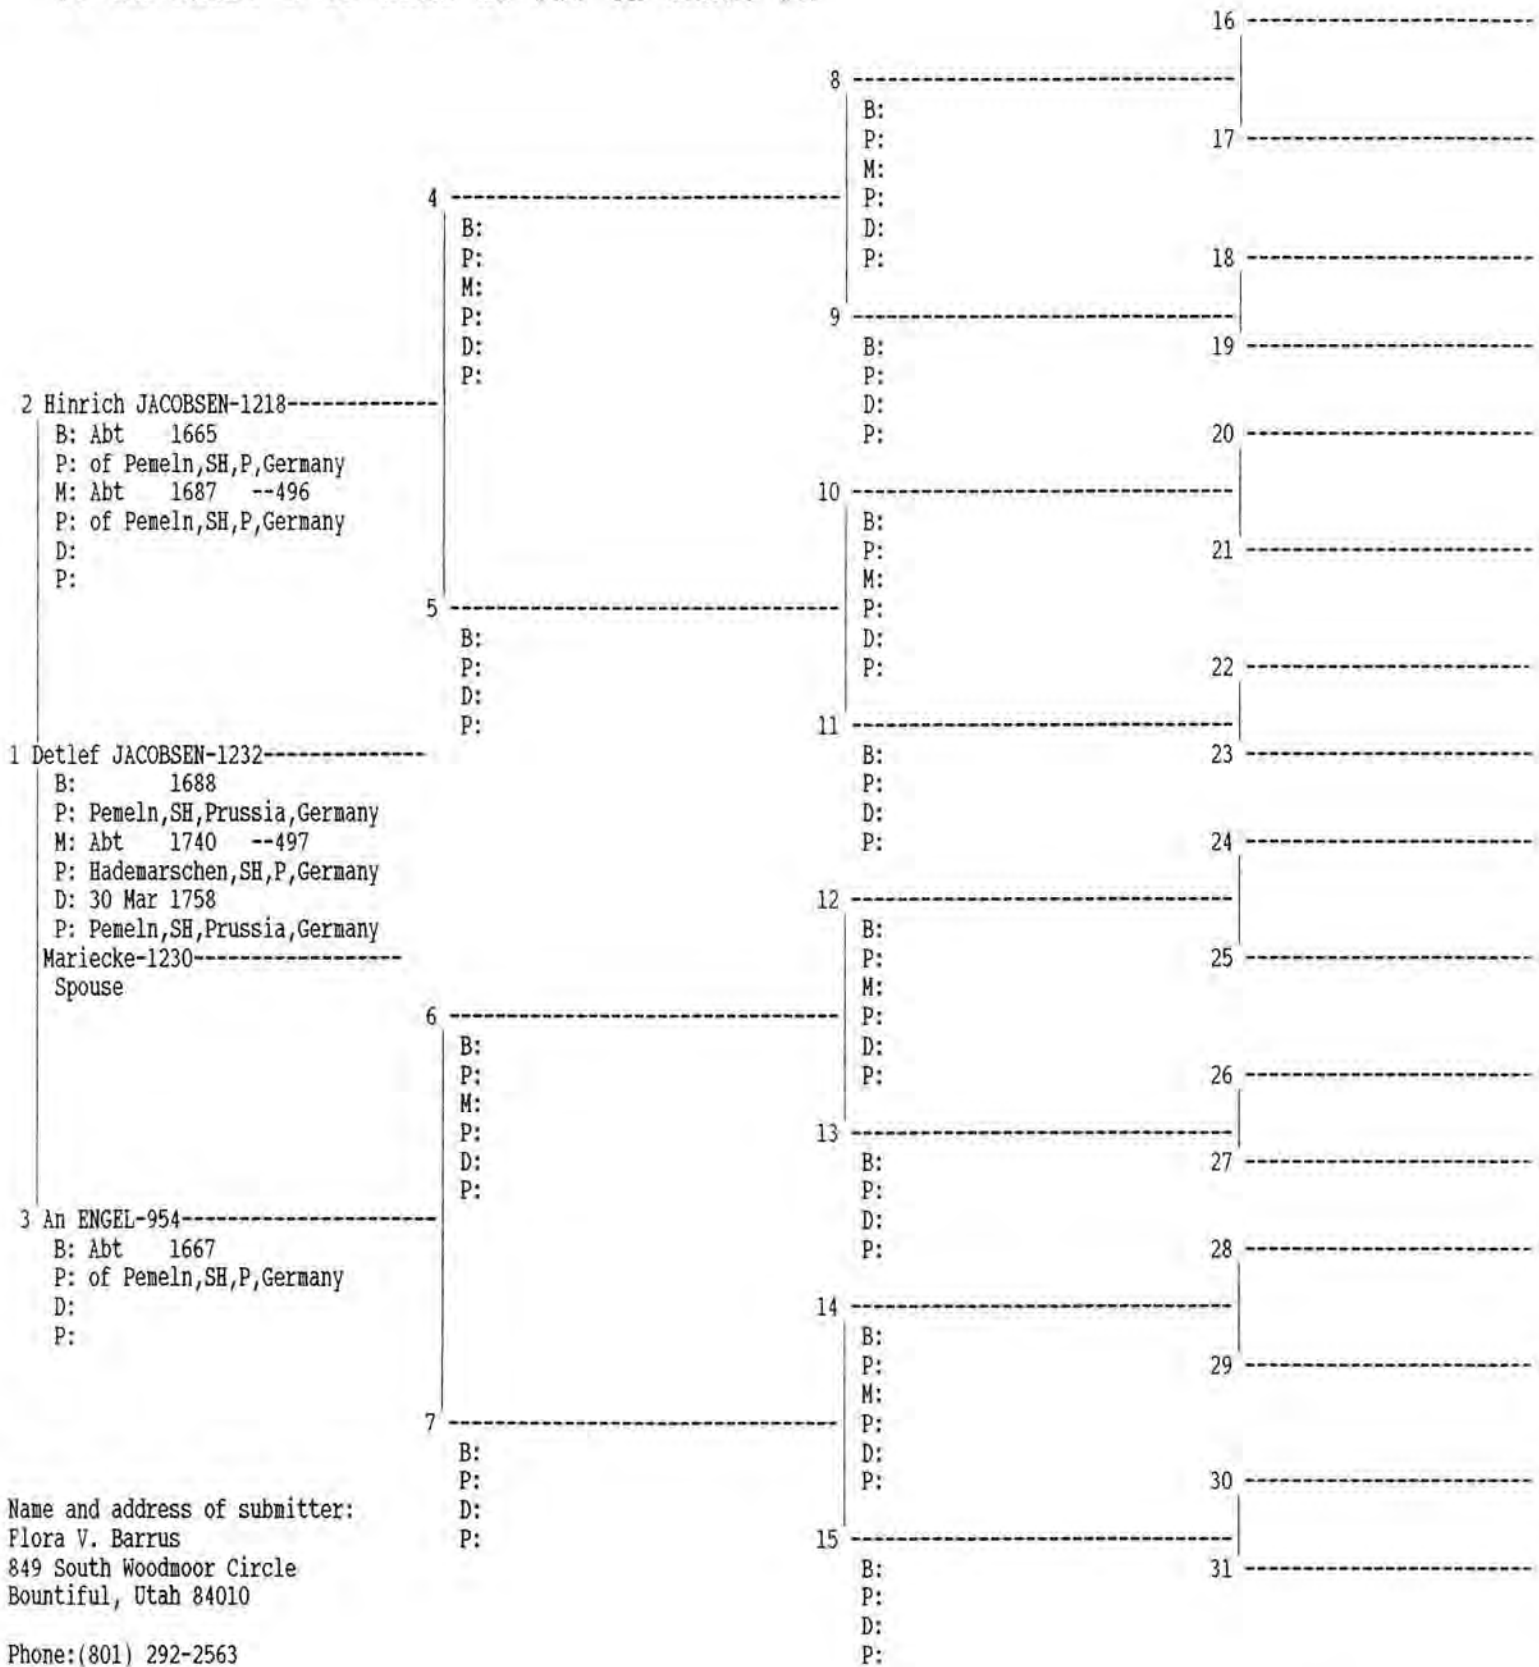 16 ------------------------------
8 ----------------------------------------
B:
P:
17 ------------------------------
M:
4 ----------------------------------------
P:
B:
D:
P:
P:
18 ------------------------------
M:
P:
9 ----------------------------------------
D:
B:
19 ------------------------------
P:
P:
2 Hinrich JACOBSEN-1218---------------
D:
B: Abt 1665
P:
20 ------------------------------
P: of Pemeln,SH,P,Germany
M: Abt 1687 --496
10 ----------------------------------------
P: of Pemeln,SH,P,Germany
B:
D:
P:
21 ------------------------------
P:
M:
5 ----------------------------------------
P:
B:
D:
P:
P:
22 ------------------------------
D:
P:
11 ----------------------------------------
1 Detlef JACOBSEN-1232----------------
B:
23 ------------------------------
B: 1688
P:
P: Pemeln,SH,Prussia,Germany
D:
M: Abt 1740 --497
P:
24 ------------------------------
P: Hademarschen,SH,P,Germany
D: 30 Mar 1758
12 ----------------------------------------
P: Pemeln,SH,Prussia,Germany
B:
Mariecke-1230--------------------
P:
25 ------------------------------
Spouse
M:
6 ----------------------------------------
P:
B:
D:
P:
P:
26 ------------------------------
M:
P:
13 ----------------------------------------
D:
B:
27 ------------------------------
P:
P:
3 An ENGEL-954--------------------------
D:
B: Abt 1667
P:
28 ------------------------------
P: of Pemeln,SH,P,Germany
D:
14 ----------------------------------------
P:
B:
P:
29 ------------------------------
M:
7 ----------------------------------------
P:
B:
D:
P:
P:
30 ------------------------------
D:
P:
15 ----------------------------------------
B:
31 ------------------------------
P:
D:
P:
Name and address of submitter:
Flora V. Barrus
849 South Woodmoor Circle
Bountiful, Utah 84010
Phone:(801) 292-2563